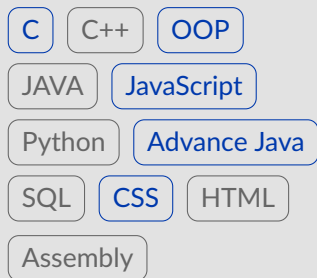 C C++ OOP
JAVA JavaScript
Python Advance Java
SQL CSS HTML
Assembly